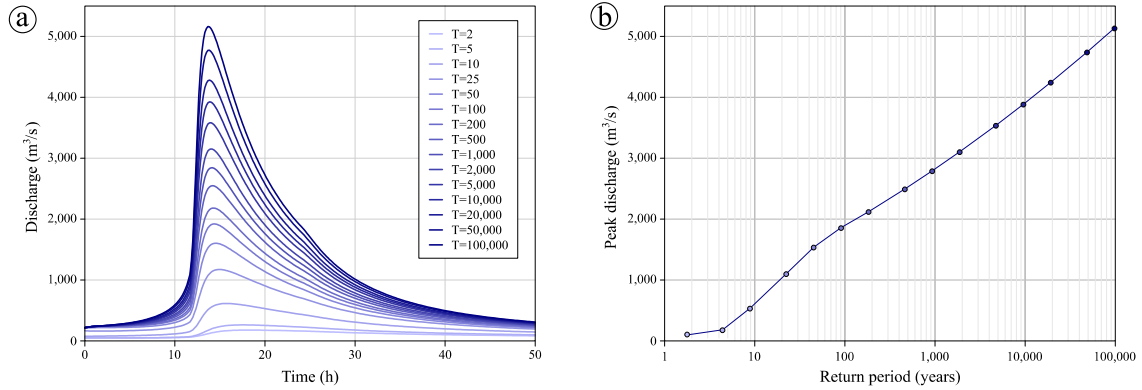 a
Discharge (m³/s)
5,000
4,000
3,000
2,000
1,000
0
0 10 20 30 40 50
Time (h)
T=2
T=5
T=10
T=25
T=50
T=100
T=200
T=500
T=1,000
T=2,000
T=5,000
T=10,000
T=20,000
T=50,000
T=100,000
b
Peak discharge (m³/s)
5,000
4,000
3,000
2,000
1,000
0
1 10 100 1,000 10,000 100,000
Return period (years)